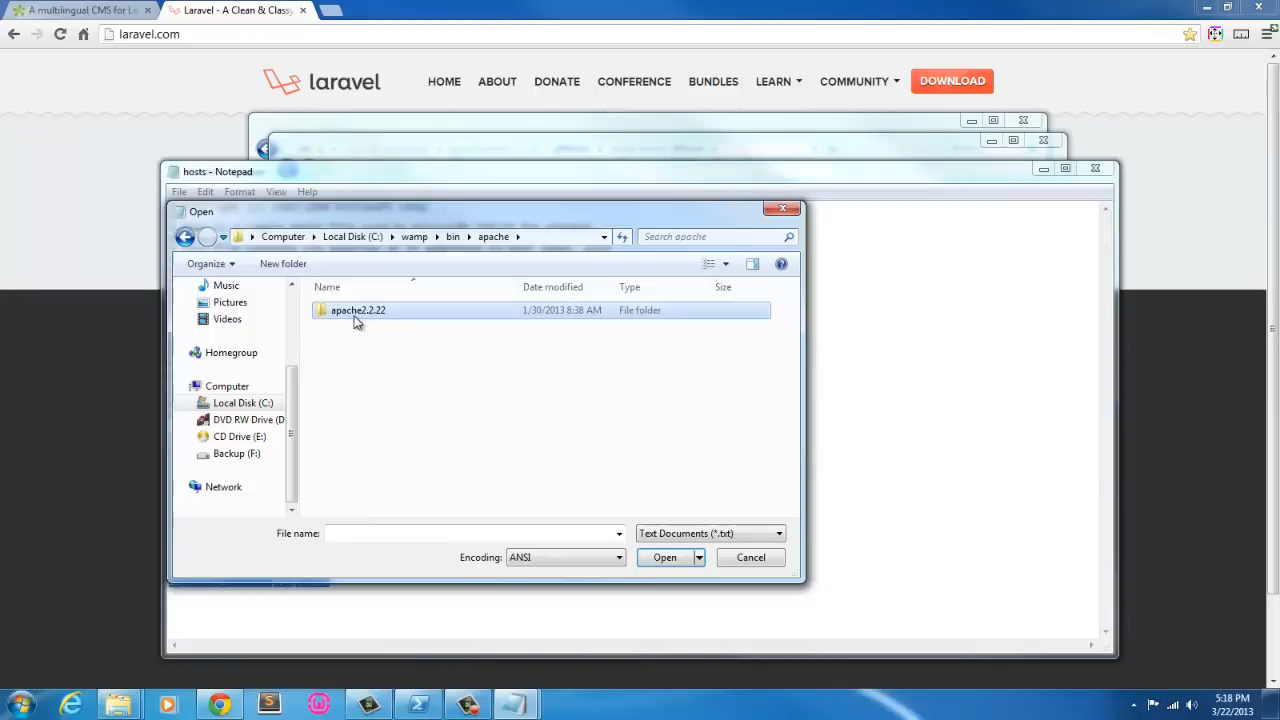 A multilingual CMS for La
Laravel - A Clean & Classy
laravel.com
laravel
HOME
ABOUT
DONATE
CONFERENCE
BUNDLES
LEARN
COMMUNITY
DOWNLOAD
hosts - Notepad
File Edit Format View Help
Open
Computer
Local Disk (C:)
wamp
bin
apache
Search apache
Organize
New folder
Name
Date modified
Type
Size
Music
Pictures
Videos
Homegroup
Computer
Local Disk (C:)
DVD RW Drive (D
CD Drive (E:)
Backup (F:)
Network
apache2.2.22
1/30/2013 8:38 AM
File folder
File name:
Text Documents (*.txt)
Encoding:
ANSI
Open
Cancel
5:18 PM
3/22/2013